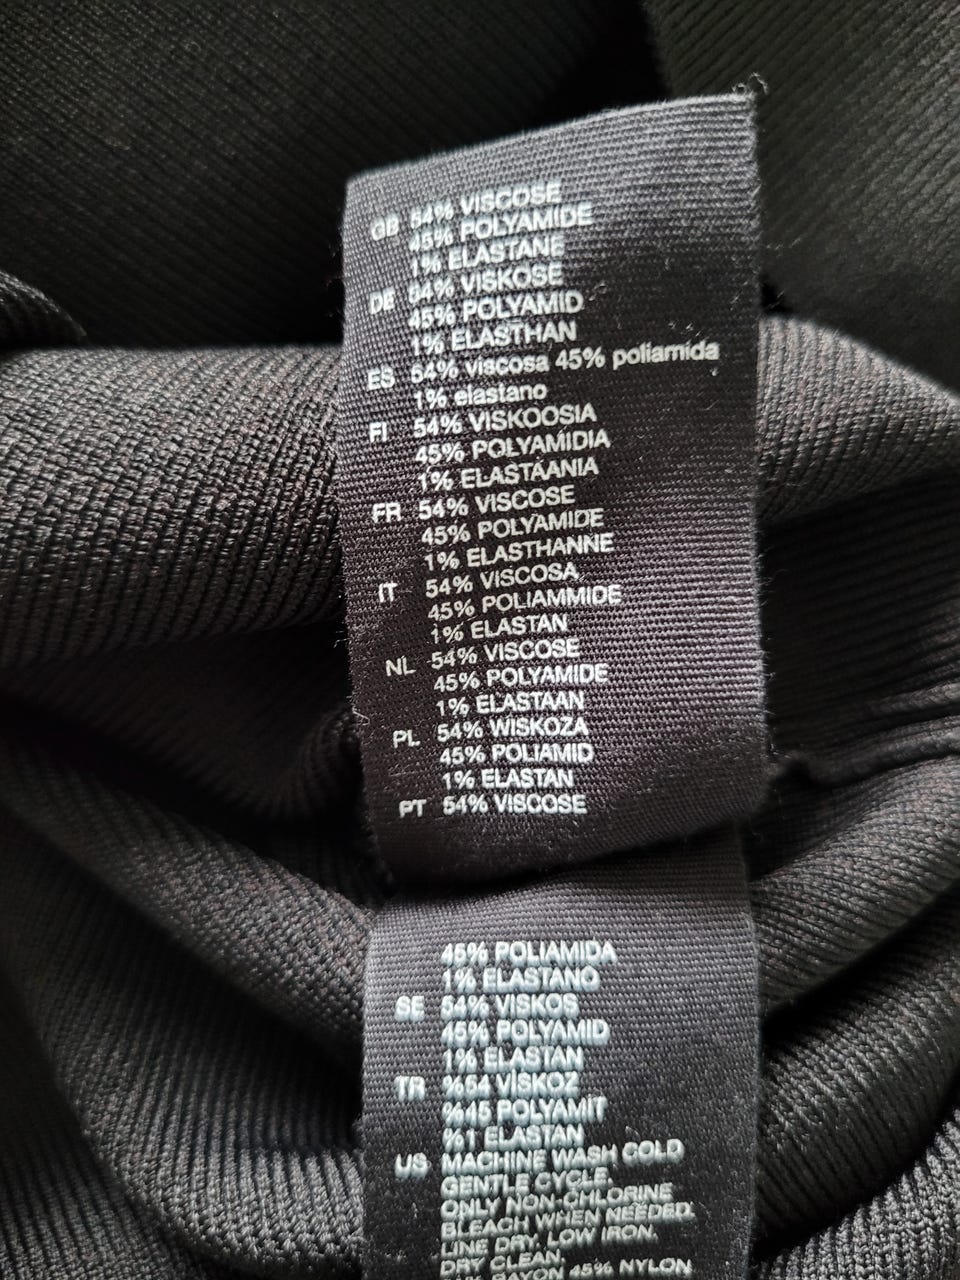 GB 54% VISCOSE
45% POLYAMIDE
1% ELASTANE
DE 54% VISKOSE
45% POLYAMID
1% ELASTHAN
ES 54% viscosa 45% poliamida
1% elastano
FI 54% VISKOOSIA
45% POLYAMIDIA
1% ELASTAANIA
FR 54% VISCOSE
45% POLYAMIDE
1% ELASTHANNE
IT 54% VISCOSA
45% POLIAMMIDE
1% ELASTAN
NL 54% VISCOSE
45% POLYAMIDE
1% ELASTAAN
PL 54% WISKOZA
45% POLIAMID
1% ELASTAN
PT 54% VISCOSE
45% POLIAMIDA
1% ELASTANO
SE 54% VISKOS
45% POLYAMID
1% ELASTAN
TR %54 VİSKOZ
%45 POLYAMİT
%1 ELASTAN
US MACHINE WASH COLD
GENTLE CYCLE.
ONLY NON-CHLORINE
BLEACH WHEN NEEDED.
LINE DRY. LOW IRON.
DRY CLEAN.
RAYON 45% NYLON